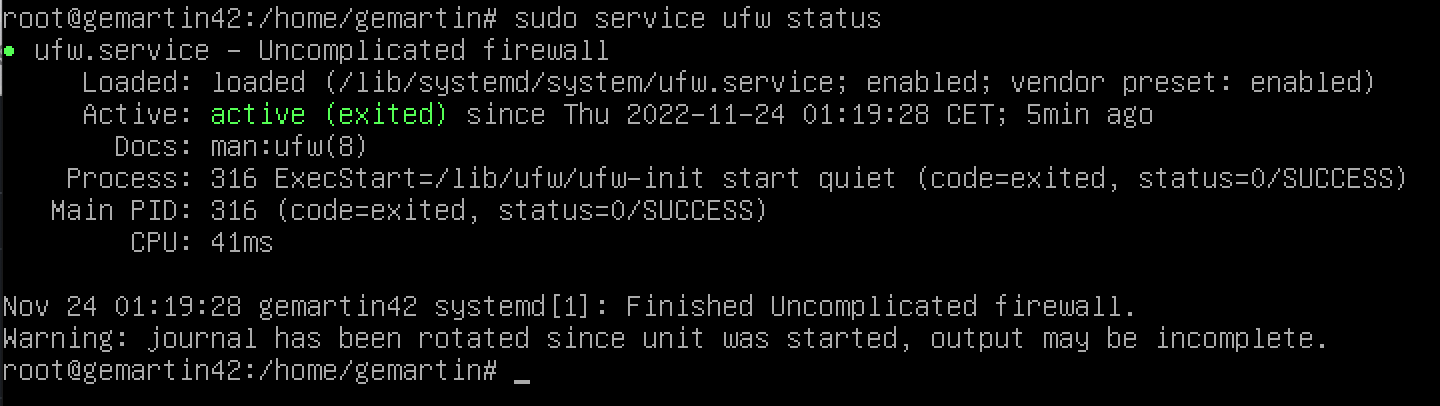 root@gemartin42:/home/gemartin# sudo service ufw status
● ufw.service - Uncomplicated firewall
Loaded: loaded (/lib/systemd/system/ufw.service; enabled; vendor preset: enabled)
Active: active (exited) since Thu 2022-11-24 01:19:28 CET; 5min ago
Docs: man:ufw(8)
Process: 316 ExecStart=/lib/ufw/ufw-init start quiet (code=exited, status=0/SUCCESS)
Main PID: 316 (code=exited, status=0/SUCCESS)
CPU: 41ms
Nov 24 01:19:28 gemartin42 systemd[1]: Finished Uncomplicated firewall.
Warning: journal has been rotated since unit was started, output may be incomplete.
root@gemartin42:/home/gemartin# _